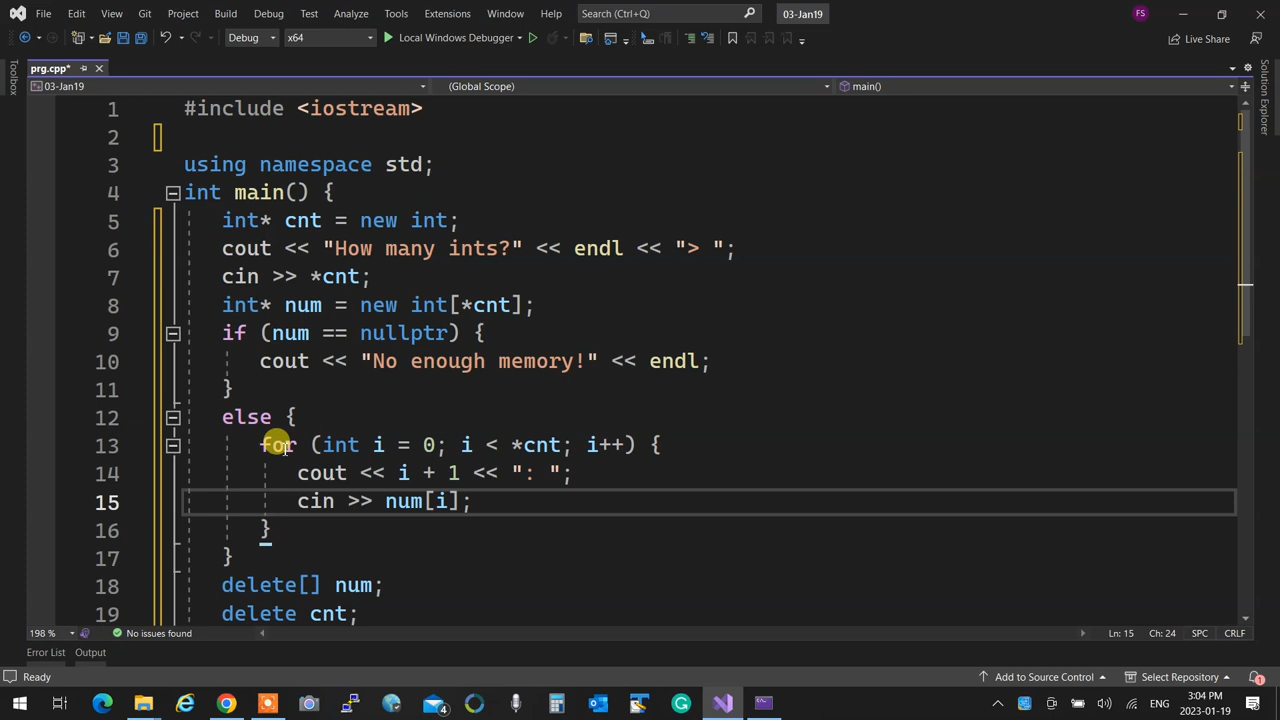 File Edit View Git Project Build Debug Test Analyze Tools Extensions Window Help Search (Ctrl+Q) 03-Jan19 FS
Debug x64 Local Windows Debugger Live Share
Toolbox
prg.cpp*
Solution Explorer
03-Jan19 (Global Scope) main()
1 #include <iostream>
2
3 using namespace std;
4 int main() {
5 int* cnt = new int;
6 cout << "How many ints?" << endl << "> ";
7 cin >> *cnt;
8 int* num = new int[*cnt];
9 if (num == nullptr) {
10 cout << "No enough memory!" << endl;
11 }
12 else {
13 for (int i = 0; i < *cnt; i++) {
14 cout << i + 1 << ": ";
15 cin >> num[i];
16 }
17 }
18 delete[] num;
19 delete cnt;
198 % No issues found Ln: 15 Ch: 24 SPC CRLF
Error List Output
Ready Add to Source Control Select Repository 1
4 ENG 3:04 PM
2023-01-19